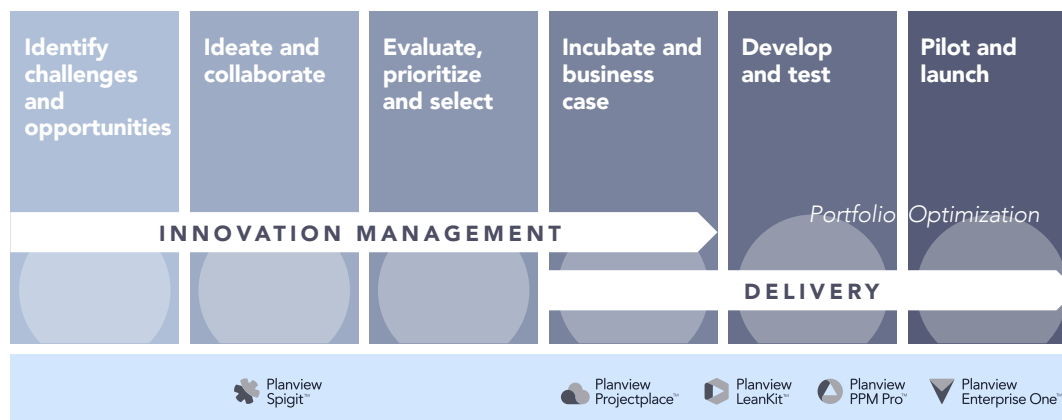 Identify
challenges
and
opportunities
Ideate and
collaborate
Evaluate,
prioritize
and select
Incubate and
business
case
Develop
and test
Pilot and
launch
Portfolio Optimization
INNOVATION MANAGEMENT
DELIVERY
Planview
Spigit™
Planview
Projectplace™
Planview
LeanKit™
Planview
PPM Pro™
Planview
Enterprise One™